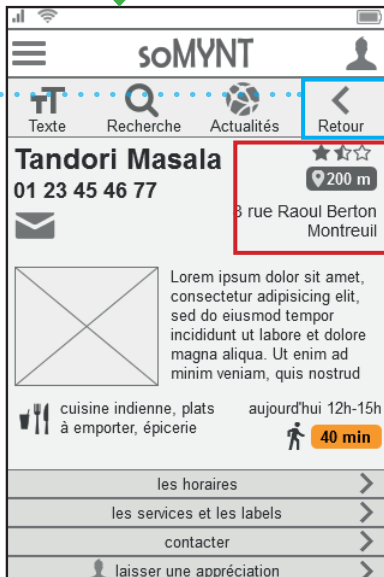 soMYNT
Texte Recherche Actualités Retour
Tandori Masala
01 23 45 46 77
200 m
3 rue Raoul Berton
Montreuil
Lorem ipsum dolor sit amet,
consectetur adipisicing elit,
sed do eiusmod tempor
incididunt ut labore et dolore
magna aliqua. Ut enim ad
minim veniam, quis nostrud
cuisine indienne, plats
à emporter, épicerie
aujourd'hui 12h-15h
40 min
les horaires
les services et les labels
contacter
laisser une appréciation